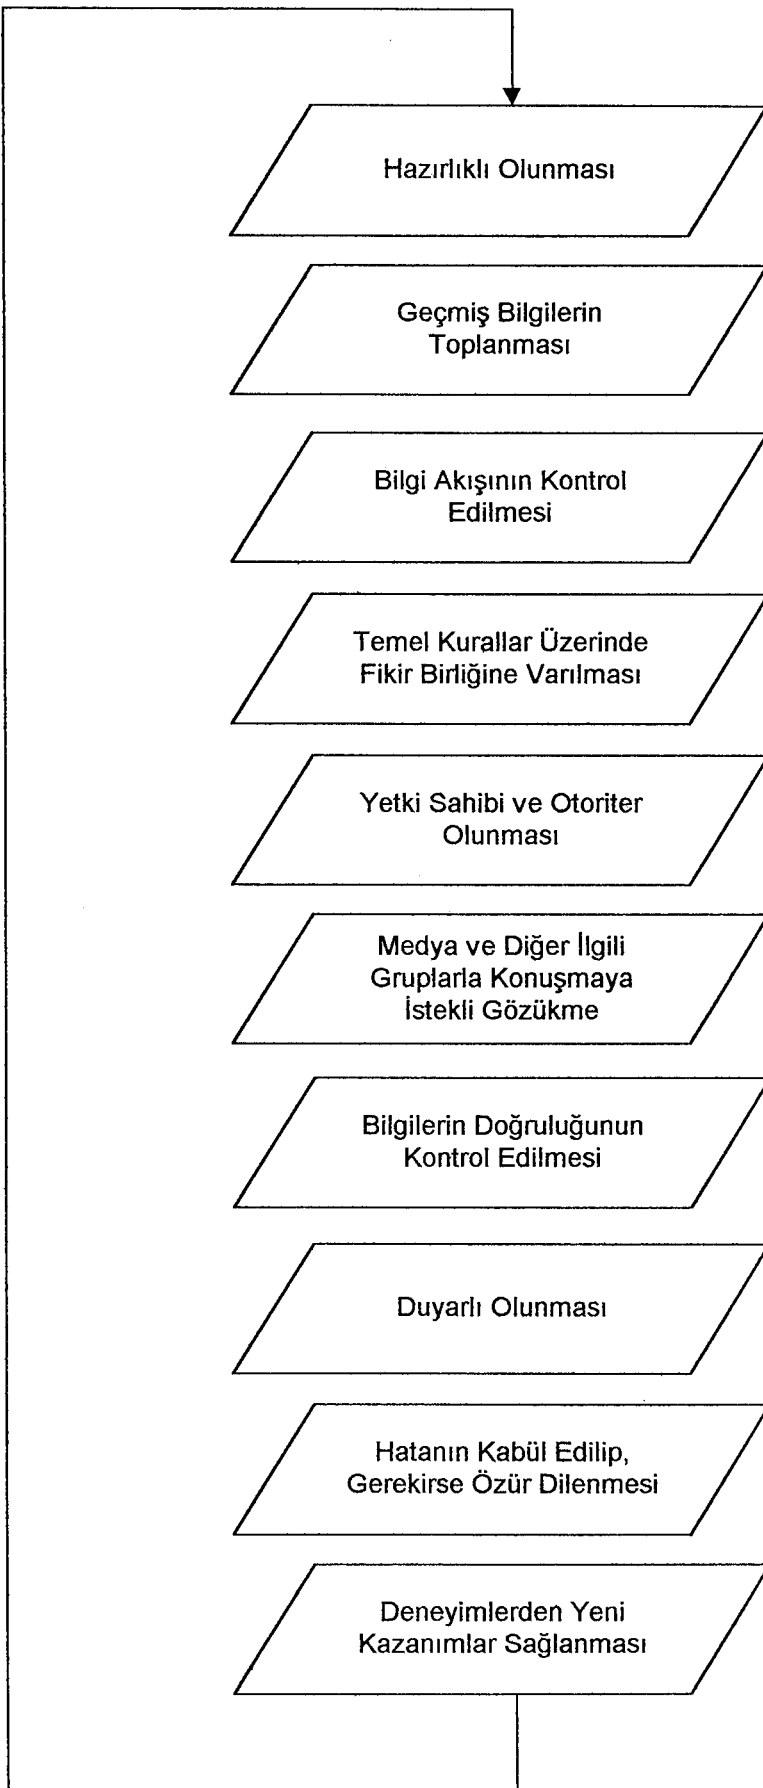 Hazırlıklı Olunması
Geçmiş Bilgilerin
Toplanması
Bilgi Akışının Kontrol
Edilmesi
Temel Kurallar Üzerinde
Fikir Birliğine Varılması
Yetki Sahibi ve Otoriter
Olunması
Medya ve Diğer İlgili
Gruplarla Konuşmaya
İstekli Gözükme
Bilgilerin Doğruluğunun
Kontrol Edilmesi
Duyarlı Olunması
Hatanın Kabül Edilip,
Gerekirse Özür Dilenmesi
Deneyimlerden Yeni
Kazanımlar Sağlanması